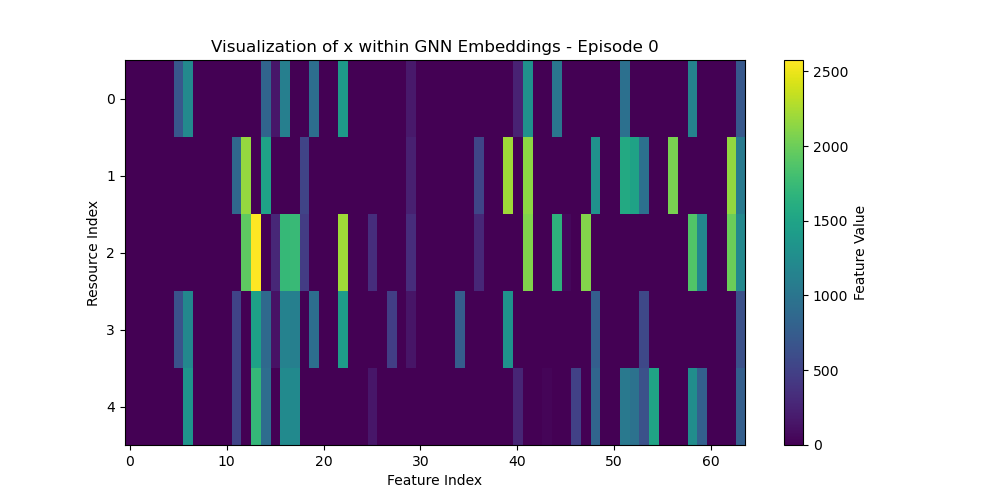 Visualization of x within GNN Embeddings - Episode 0
Resource Index
0
1
2
3
4
0 10 20 30 40 50 60
Feature Index
2500
2000
1500
1000
500
0
Feature Value